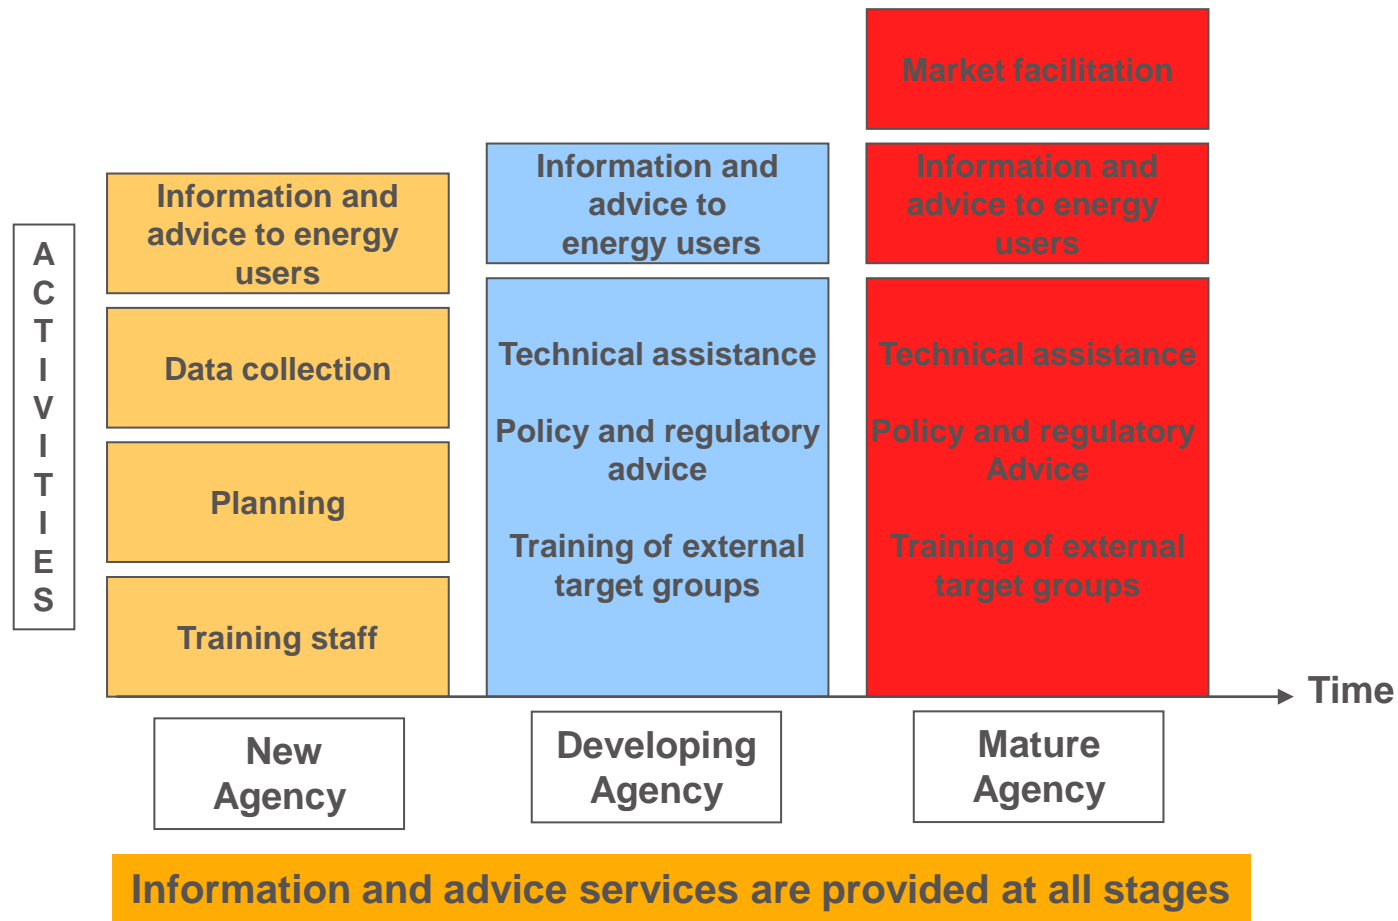 Market facilitation
Information and
advice to energy
users
Information and
advice to
energy users
Information and
advice to energy
users
A
C
T
I
V
I
T
I
E
S
Data collection
Planning
Training staff
Technical assistance
Policy and regulatory
advice
Training of external
target groups
Technical assistance
Policy and regulatory
Advice
Training of external
target groups
Time
New
Agency
Developing
Agency
Mature
Agency
Information and advice services are provided at all stages